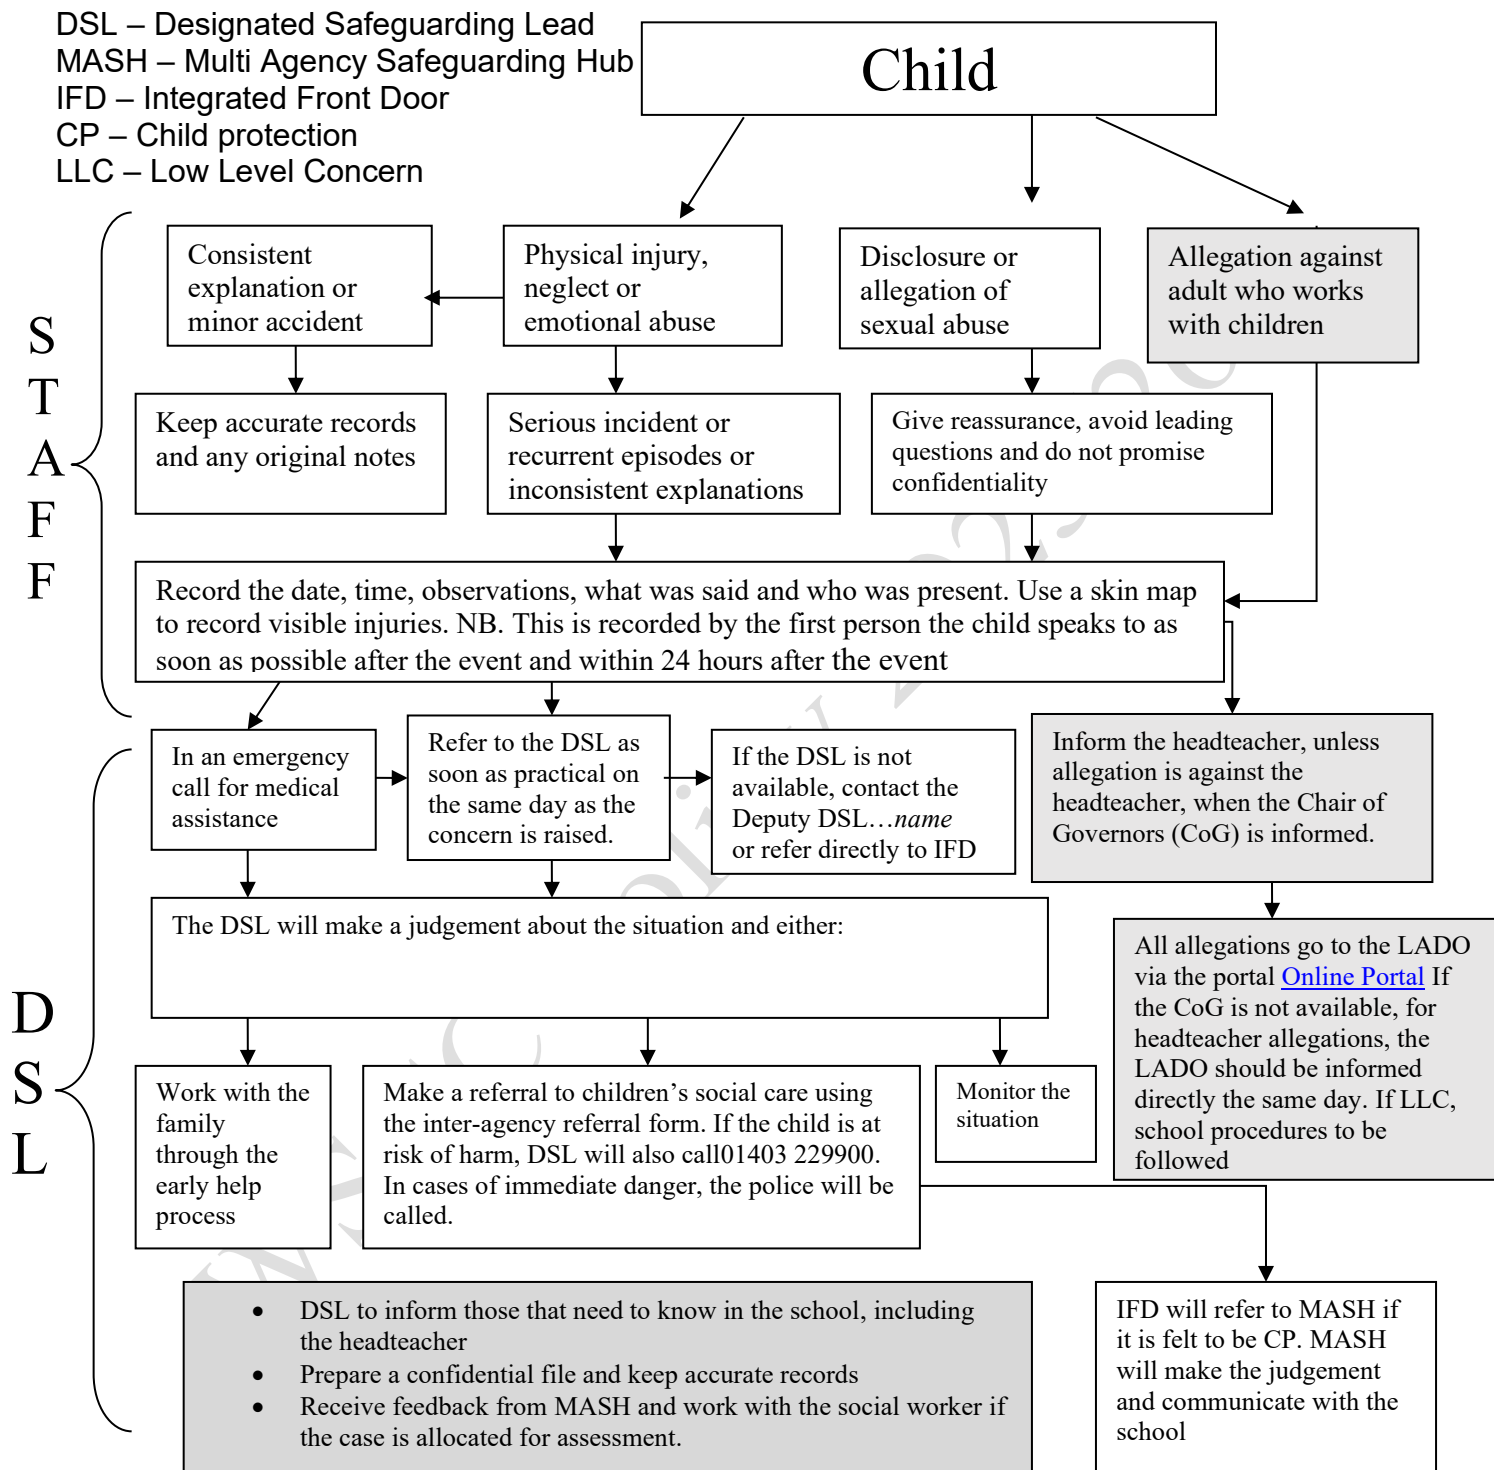 DSL – Designated Safeguarding Lead
MASH – Multi Agency Safeguarding Hub
IFD – Integrated Front Door
CP – Child protection
LLC – Low Level Concern
Child
S
T
A
F
F
Consistent
explanation or
minor accident
Physical injury,
neglect or
emotional abuse
Disclosure or
allegation of
sexual abuse
Allegation against
adult who works
with children
Keep accurate records
and any original notes
Serious incident or
recurrent episodes or
inconsistent explanations
Give reassurance, avoid leading
questions and do not promise
confidentiality
Record the date, time, observations, what was said and who was present. Use a skin map
to record visible injuries. NB. This is recorded by the first person the child speaks to as
soon as possible after the event and within 24 hours after the event
D
S
L
In an emergency
call for medical
assistance
Refer to the DSL as
soon as practical on
the same day as the
concern is raised.
If the DSL is not
available, contact the
Deputy DSL…name
or refer directly to IFD
Inform the headteacher, unless
allegation is against the
headteacher, when the Chair of
Governors (CoG) is informed.
The DSL will make a judgement about the situation and either:
All allegations go to the LADO
via the portal Online Portal If
the CoG is not available, for
headteacher allegations, the
LADO should be informed
directly the same day. If LLC,
school procedures to be
followed
Work with the
family
through the
early help
process
Make a referral to children’s social care using
the inter-agency referral form. If the child is at
risk of harm, DSL will also call01403 229900.
In cases of immediate danger, the police will be
called.
Monitor the
situation
• DSL to inform those that need to know in the school, including
the headteacher
• Prepare a confidential file and keep accurate records
• Receive feedback from MASH and work with the social worker if
the case is allocated for assessment.
IFD will refer to MASH if
it is felt to be CP. MASH
will make the judgement
and communicate with the
school